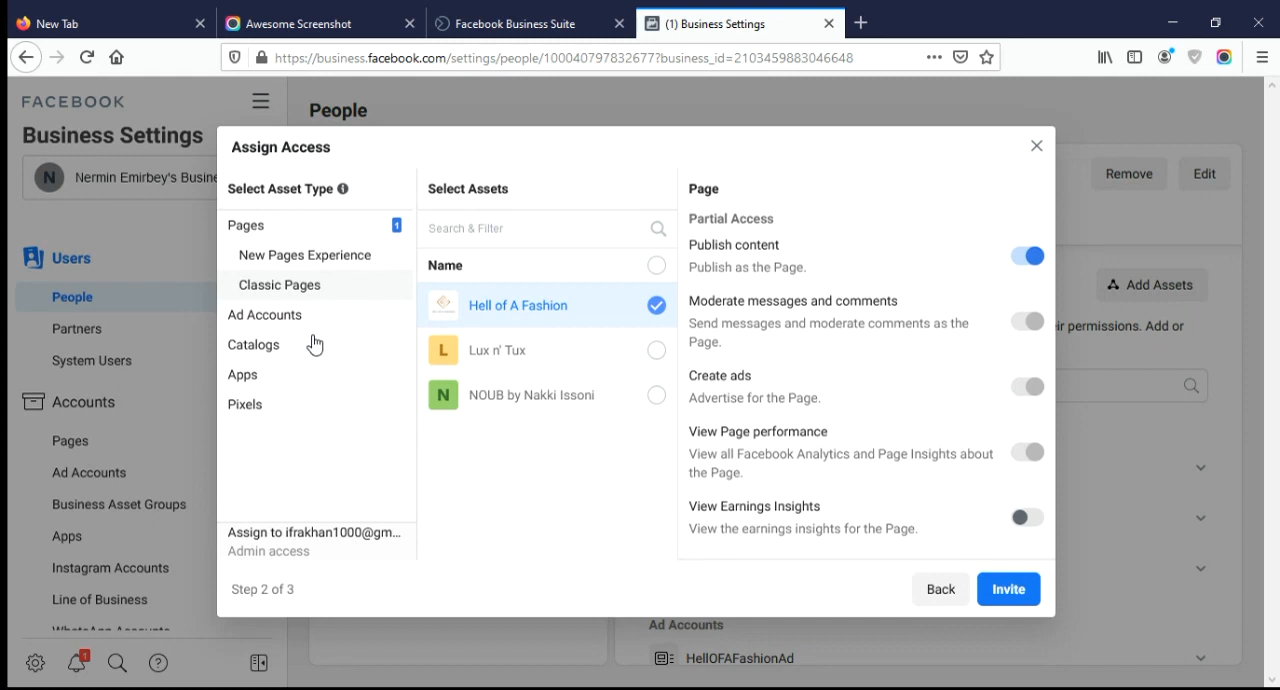 New Tab
Awesome Screenshot
Facebook Business Suite
(1) Business Settings
https://business.facebook.com/settings/people/100040797832677?business_id=2103459883046648
FACEBOOK
Business Settings
N
Nermin Emirbey's Busine
Users
People
Partners
System Users
Accounts
Pages
Ad Accounts
Business Asset Groups
Apps
Instagram Accounts
Line of Business
WhatsApp Accounts
1
People
Remove
Edit
Add Assets
ir permissions. Add or
Ad Accounts
HellOFAFashionAd
Assign Access
Select Asset Type
Pages
1
New Pages Experience
Classic Pages
Ad Accounts
Catalogs
Apps
Pixels
Assign to ifrakhan1000@gm...
Admin access
Step 2 of 3
Select Assets
Search & Filter
Name
Hell of A Fashion
L
Lux n' Tux
N
NOUB by Nakki Issoni
Page
Partial Access
Publish content
Publish as the Page.
Moderate messages and comments
Send messages and moderate comments as the
Page.
Create ads
Advertise for the Page.
View Page performance
View all Facebook Analytics and Page Insights about
the Page.
View Earnings Insights
View the earnings insights for the Page.
Back
Invite